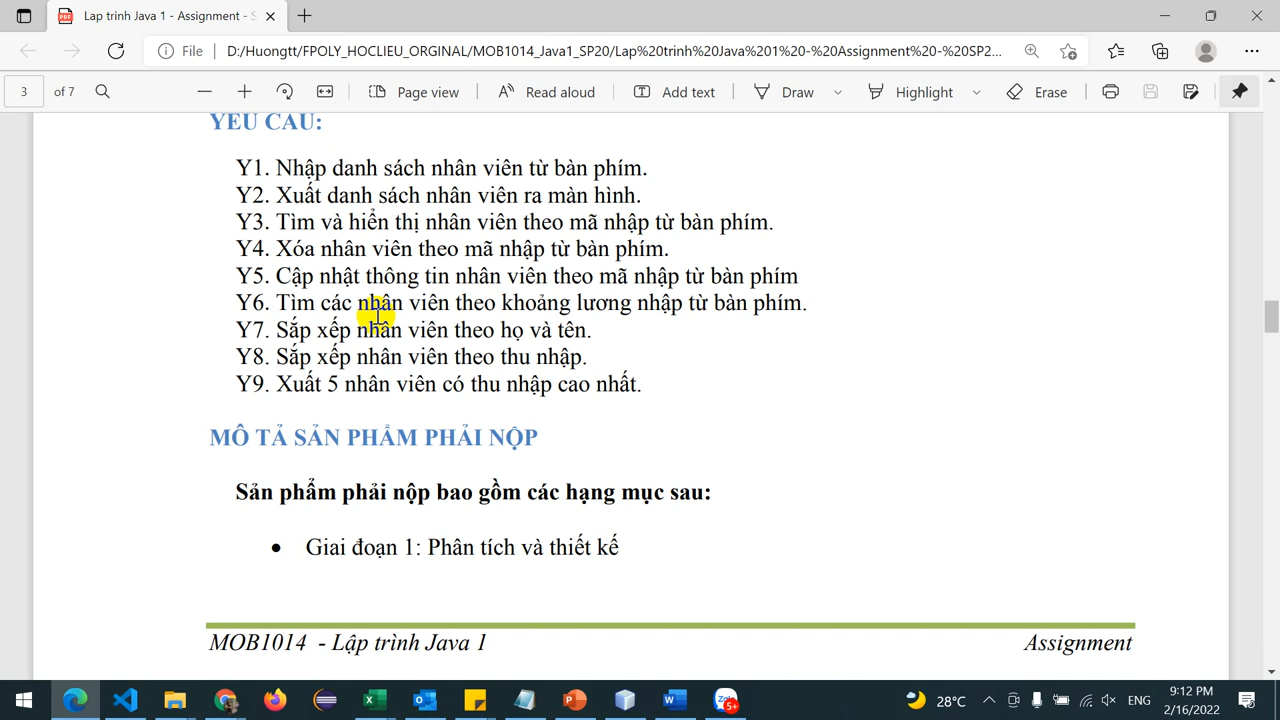 Lap trinh Java 1 - Assignment - S
File
D:/Huongtt/FPOLY_HOCLIEU_ORGINAL/MOB1014_Java1_SP20/Lap%20trinh%20Java%201%20-%20Assignment%20-%20SP2...
3 of 7
Page view
Read aloud
Add text
Draw
Highlight
Erase
YÊU CẦU:
Y1. Nhập danh sách nhân viên từ bàn phím.
Y2. Xuất danh sách nhân viên ra màn hình.
Y3. Tìm và hiển thị nhân viên theo mã nhập từ bàn phím.
Y4. Xóa nhân viên theo mã nhập từ bàn phím.
Y5. Cập nhật thông tin nhân viên theo mã nhập từ bàn phím
Y6. Tìm các nhân viên theo khoảng lương nhập từ bàn phím.
Y7. Sắp xếp nhân viên theo họ và tên.
Y8. Sắp xếp nhân viên theo thu nhập.
Y9. Xuất 5 nhân viên có thu nhập cao nhất.
MÔ TẢ SẢN PHẨM PHẢI NỘP
Sản phẩm phải nộp bao gồm các hạng mục sau:
• Giai đoạn 1: Phân tích và thiết kế
MOB1014 - Lập trình Java 1
Assignment
5+
28°C
ENG
9:12 PM
2/16/2022